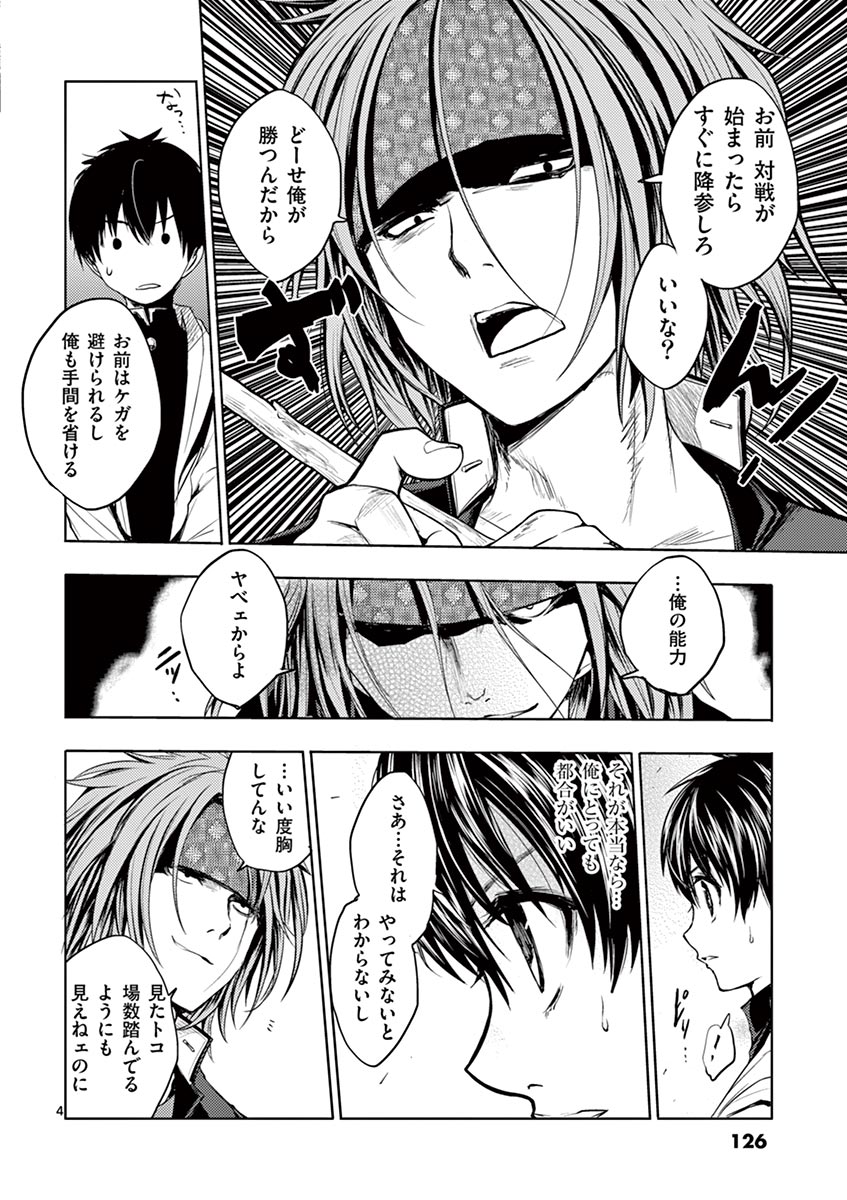 お前 対戦が
始まったら
すぐに降参しろ
いいな?
どーせ俺が
勝つんだから
ずん
なっ…
お前はケガを
避けられるし
俺も手間を省ける
…俺の能力
ヤベェからよ
それが本当なら…
俺にとっても
都合がいい
ピリッ…
さあ…それは
やってみないと
わからないし
…いい度胸
してんな
見たトコ
場数踏んでる
ようにも
見えねェのに
4
126